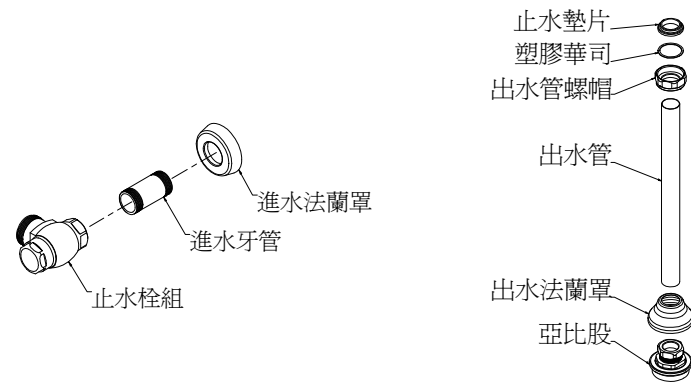 進水法蘭罩
進水牙管
止水栓組
止水墊片
塑膠華司
出水管螺帽
出水管
出水法蘭罩
亞比股